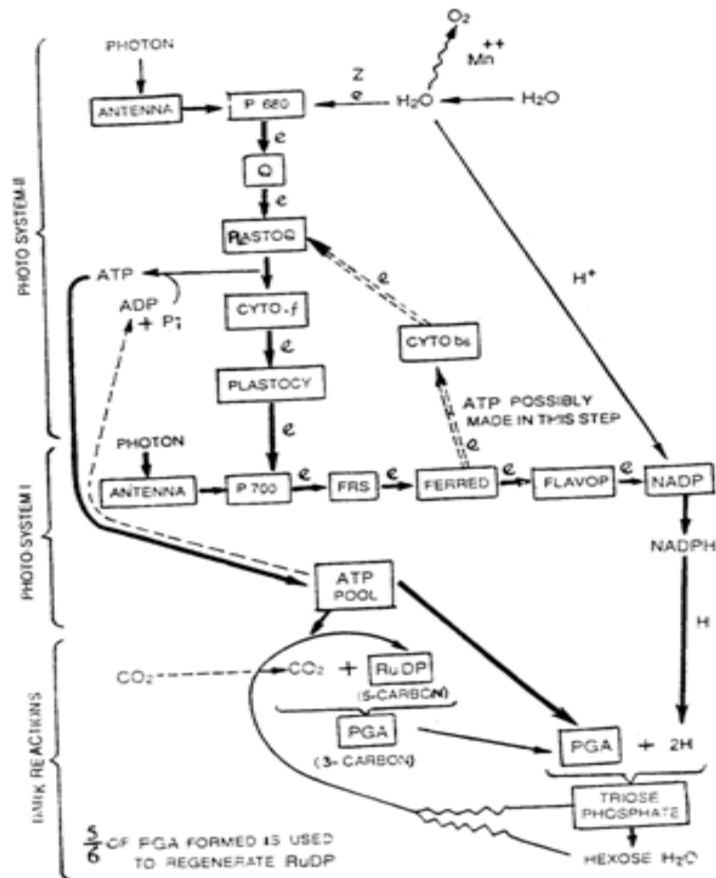 O₂
PHOTON
Mn⁺⁺
Z
ANTENNA
P 680
e
H₂O
H₂O
e
Q
e
PLASTOQ
PHOTO SYSTEM-II
ATP
e
H⁺
ADP
+ Pi
CYTO.f
CYTO b6
e
PLASTOCY
ATP POSSIBLY
MADE IN THIS STEP
e
e
PHOTON
ANTENNA
P 700
e
FRS
e
FERRED
e
FLAVOP
e
NADP
PHOTO-SYSTEM I
NADPH
ATP
POOL
H
CO₂
CO₂ + RuDP
(5-CARBON)
PGA
(3-CARBON)
PGA + 2H
DARK REACTIONS
TRIOSE
PHOSPHATE
5/6 OF PGA FORMED IS USED
TO REGENERATE RuDP
HEXOSE H₂O